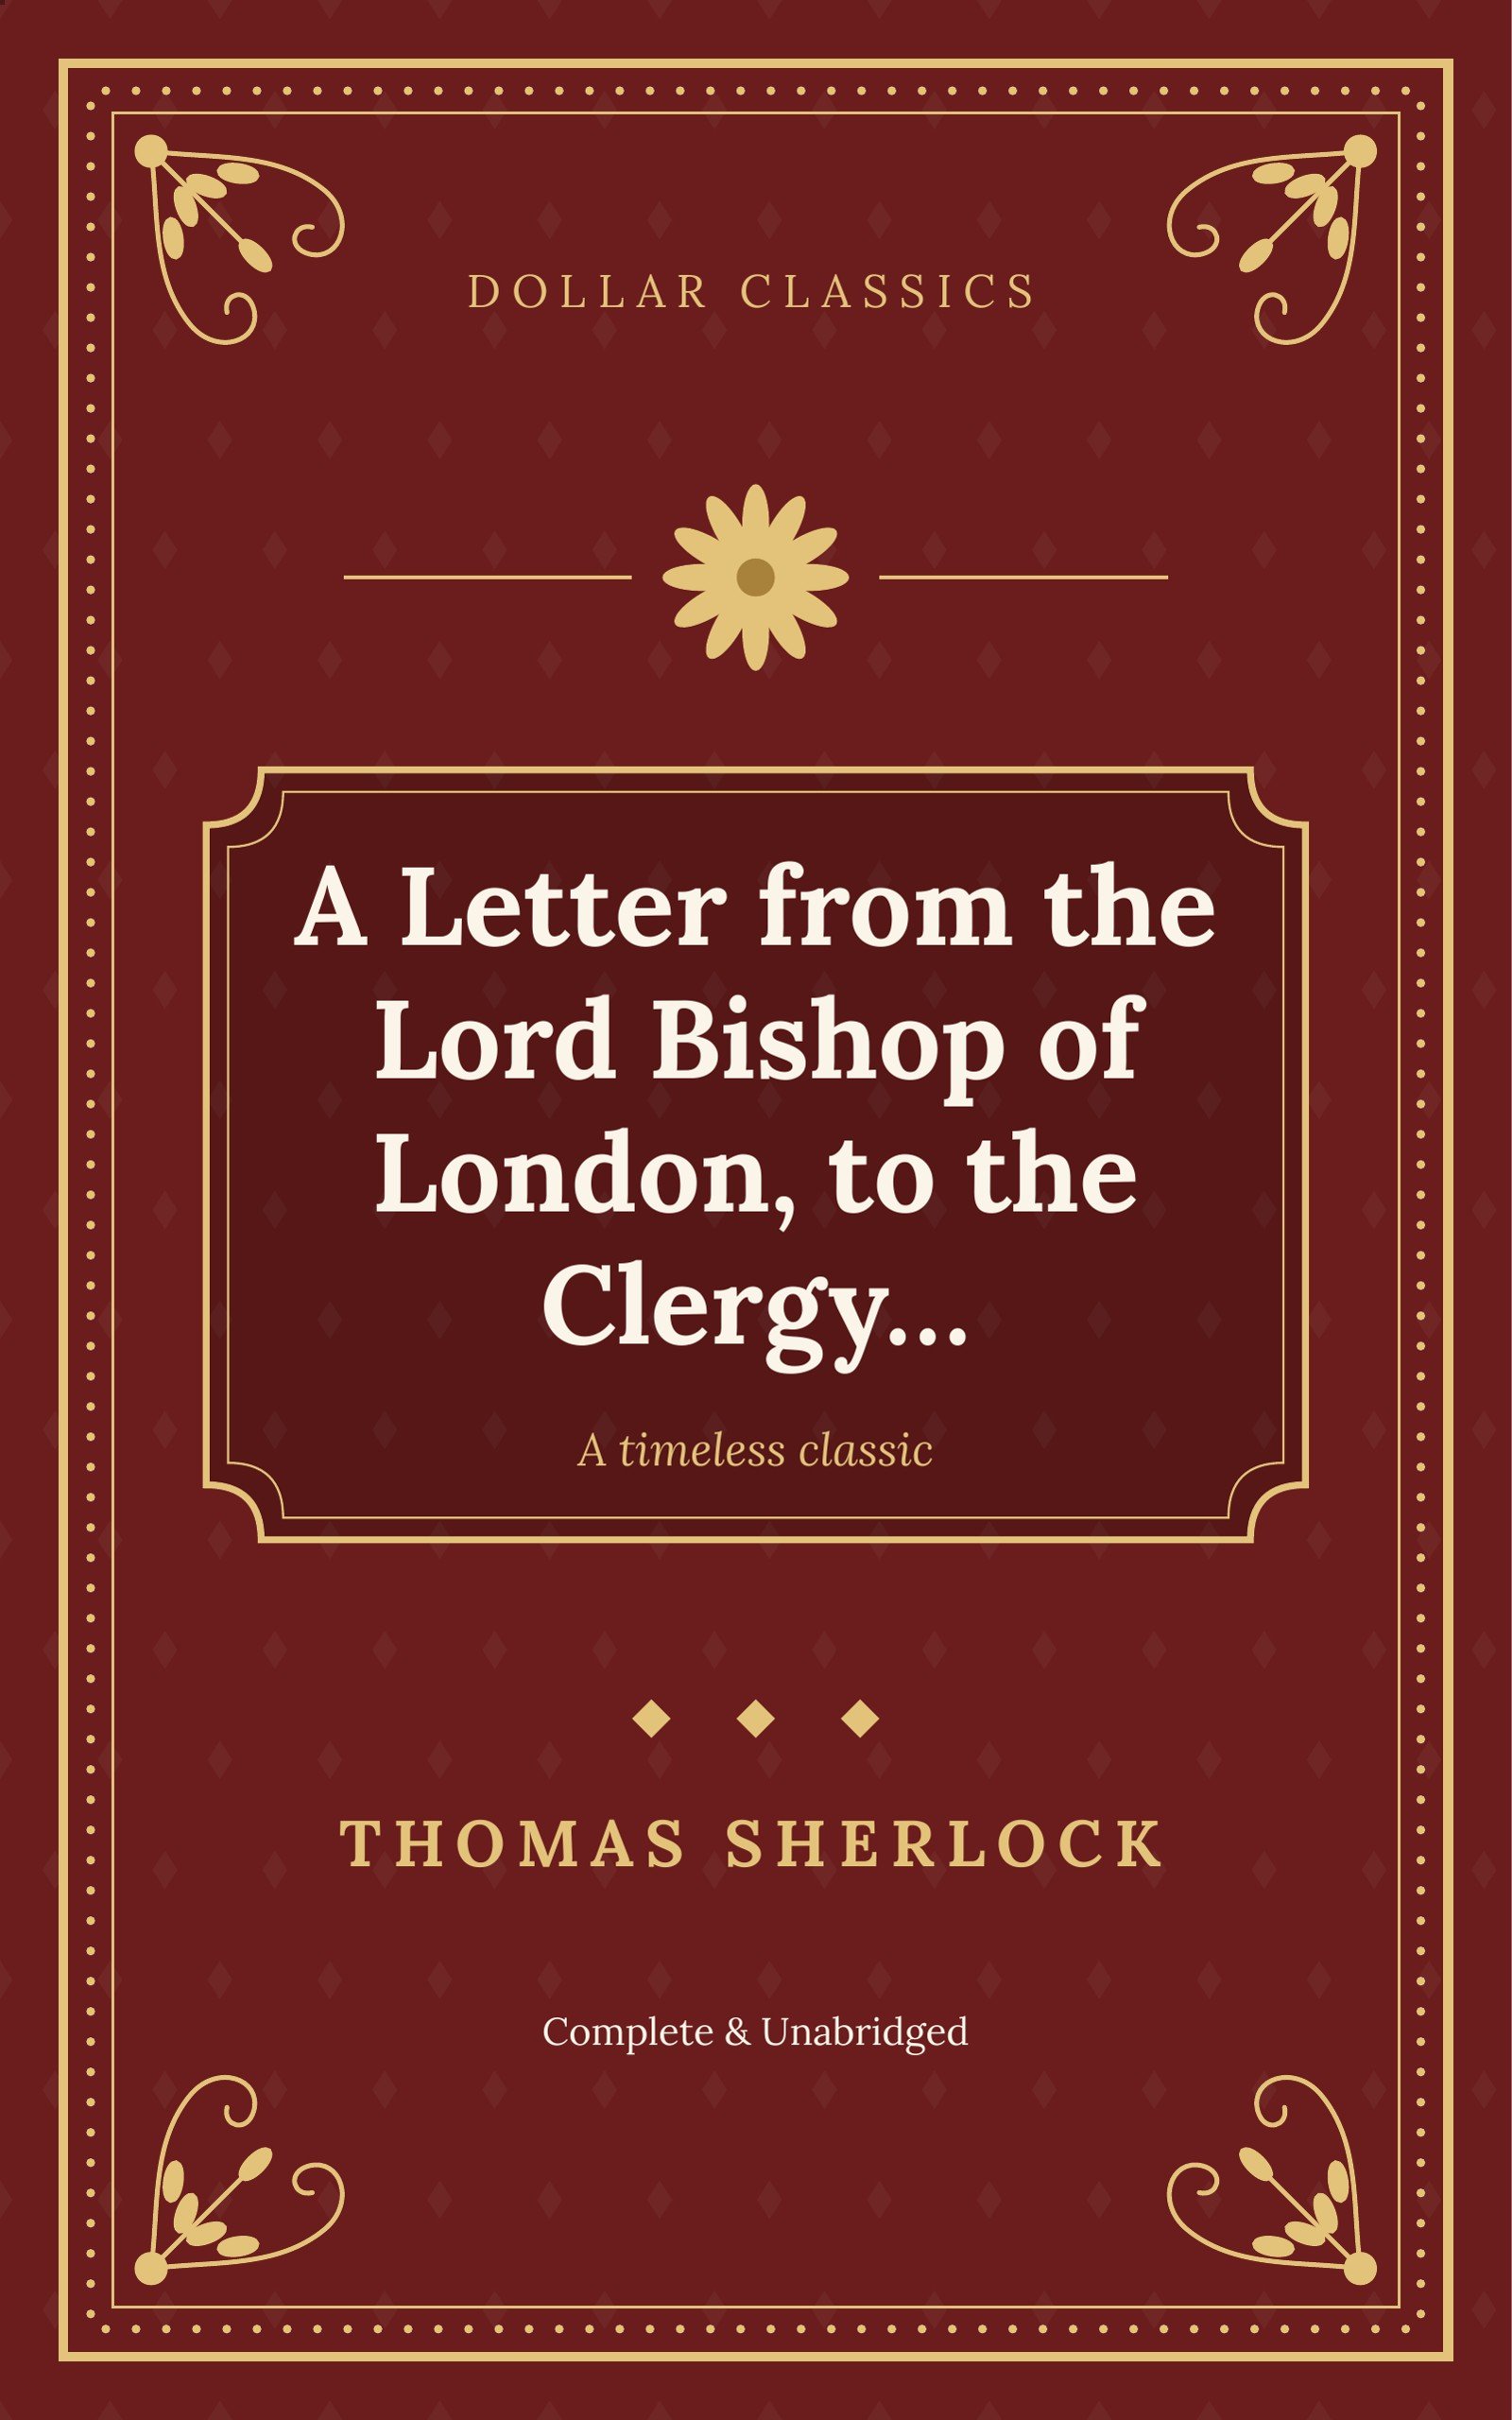 DOLLAR CLASSICS
A Letter from the
Lord Bishop of
London, to the
Clergy...
A timeless classic
THOMAS SHERLOCK
Complete & Unabridged